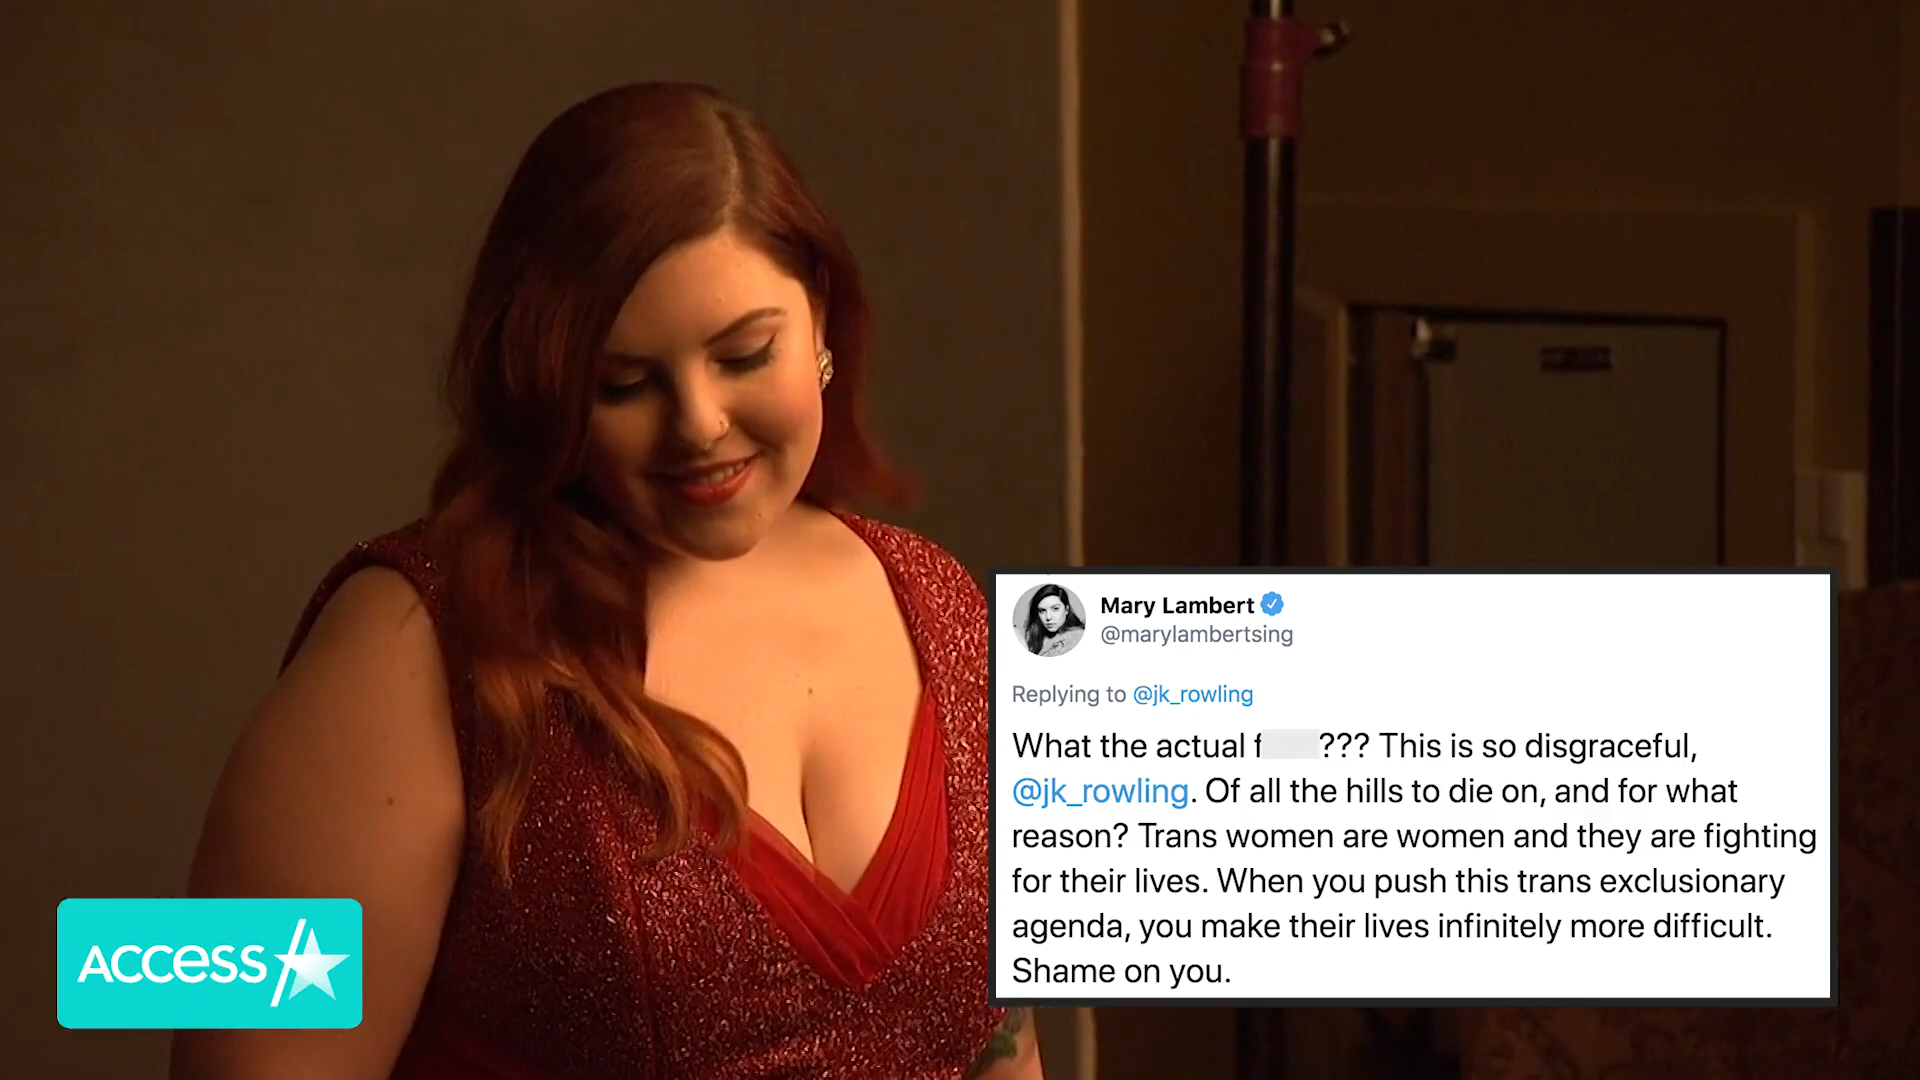 Mary Lambert
@marylambertsing
Replying to @jk_rowling
What the actual f ??? This is so disgraceful,
@jk_rowling. Of all the hills to die on, and for what
reason? Trans women are women and they are fighting
for their lives. When you push this trans exclusionary
agenda, you make their lives infinitely more difficult.
Shame on you.
ACCESS